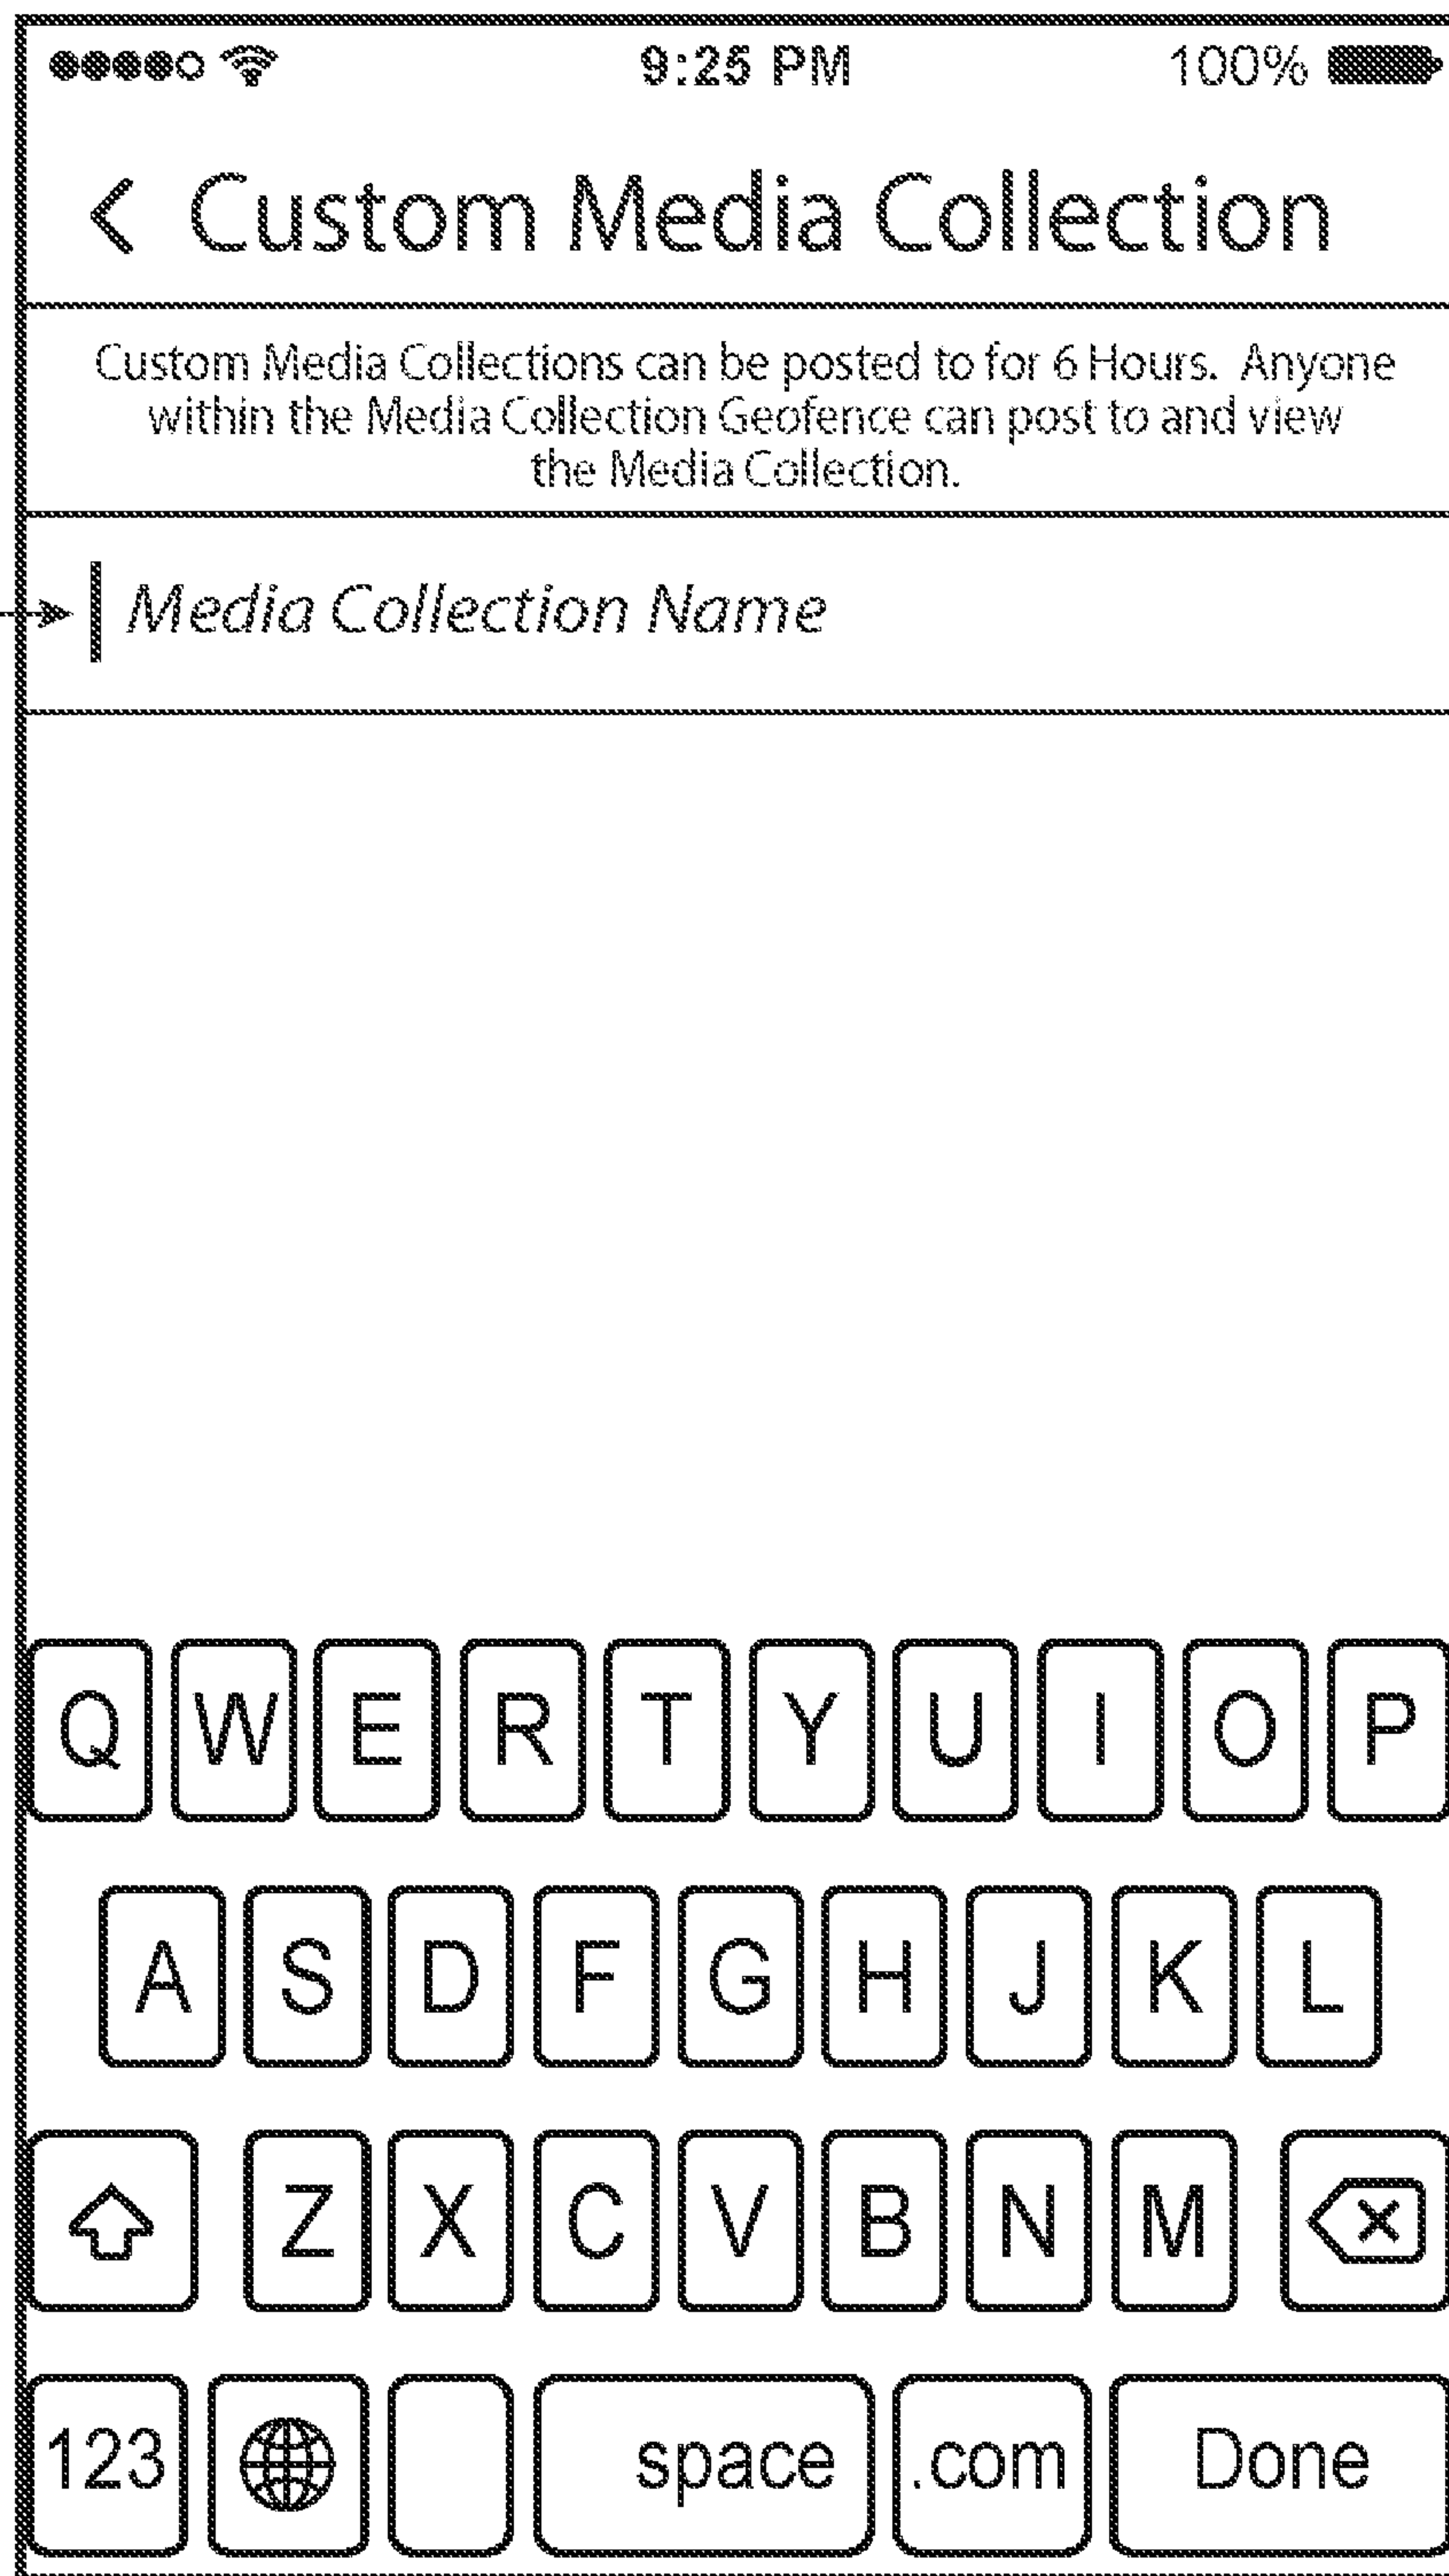 9:25 PM 100%
< Custom Media Collection
Custom Media Collections can be posted to for 6 Hours. Anyone
within the Media Collection Geofence can post to and view
the Media Collection.
Media Collection Name
Q W E R T Y U I O P
A S D F G H J K L
Z X C V B N M
123 space .com Done